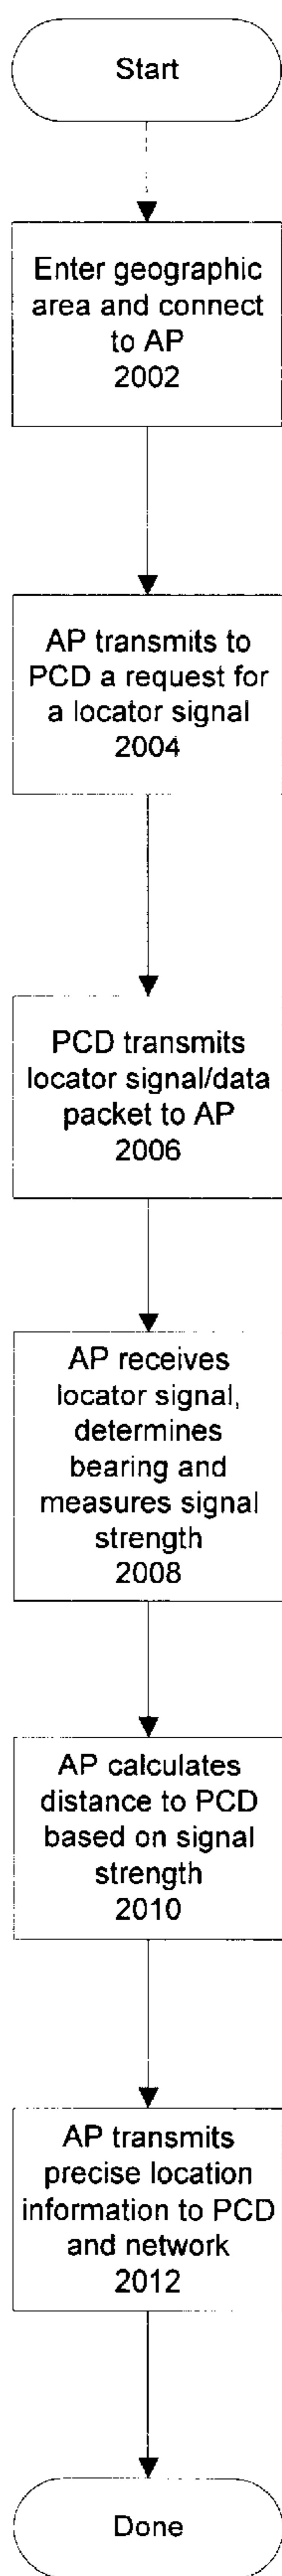 Start
Enter geographic
area and connect
to AP
2002
AP transmits to
PCD a request for
a locator signal
2004
PCD transmits
locator signal/data
packet to AP
2006
AP receives
locator signal,
determines
bearing and
measures signal
strength
2008
AP calculates
distance to PCD
based on signal
strength
2010
AP transmits
precise location
information to PCD
and network
2012
Done